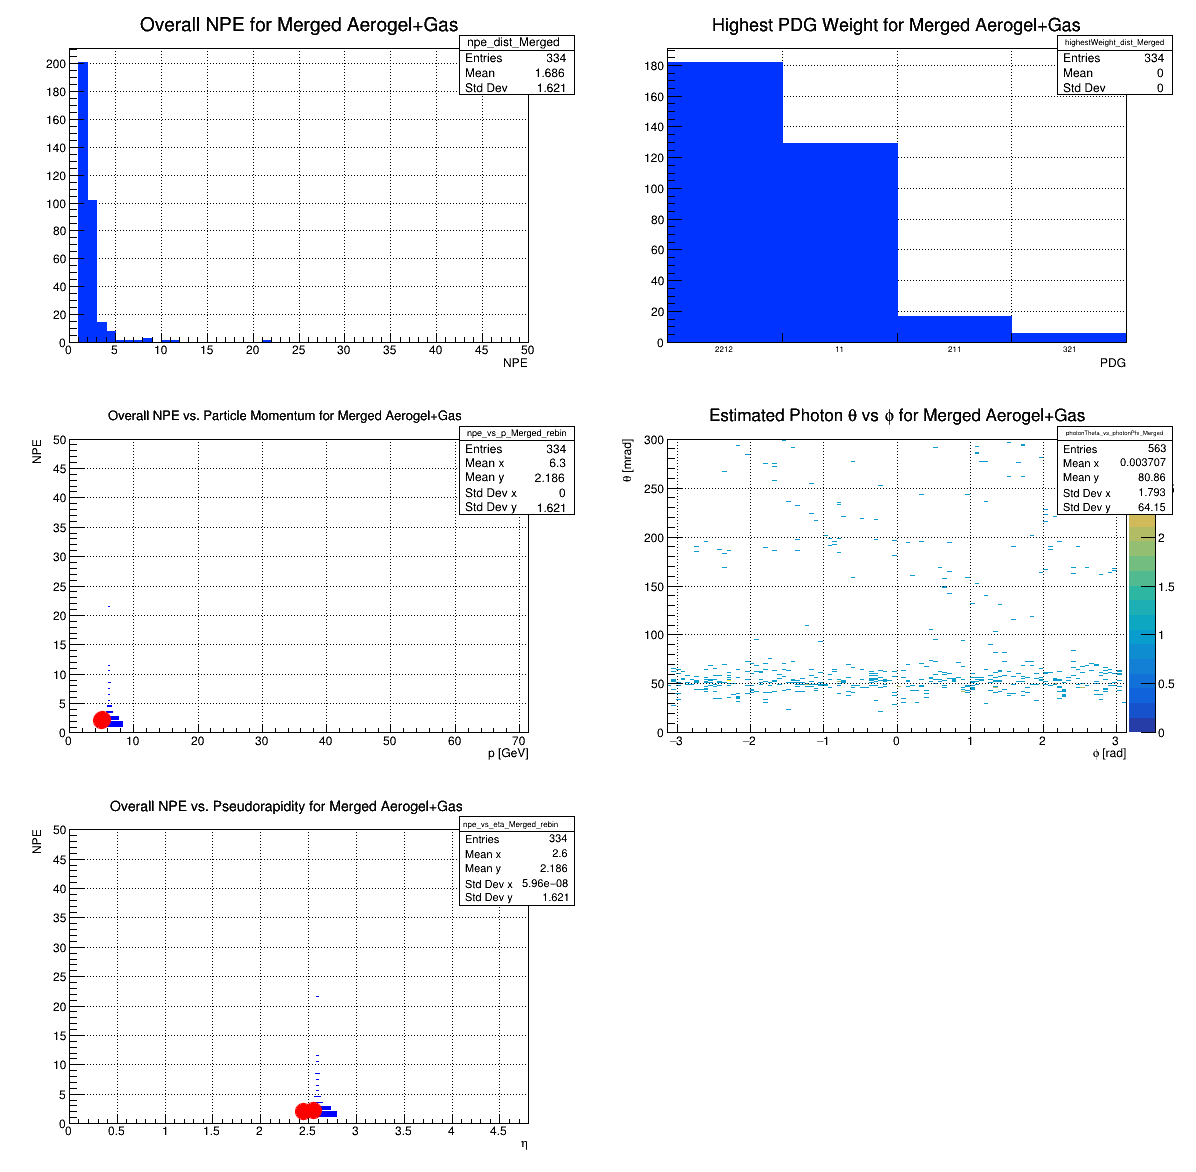 Overall NPE for Merged Aerogel+Gas
npe_dist_Merged
Entries 334
Mean 1.686
Std Dev 1.621
200
180
160
140
120
100
80
60
40
20
0
0 5 10 15 20 25 30 35 40 45 50
NPE
Highest PDG Weight for Merged Aerogel+Gas
highestWeight_dist_Merged
Entries 334
Mean 0
Std Dev 0
180
160
140
120
100
80
60
40
20
0
2212 11 211 321
PDG
Overall NPE vs. Particle Momentum for Merged Aerogel+Gas
npe_vs_p_Merged_rebin
Entries 334
Mean x 6.3
Mean y 2.186
Std Dev x 0
Std Dev y 1.621
NPE
50
45
40
35
30
25
20
15
10
5
0
0 10 20 30 40 50 60 70
p [GeV]
Estimated Photon θ vs ϕ for Merged Aerogel+Gas
photonTheta_vs_photonPhi_Merged
Entries 563
Mean x 0.003707
Mean y 80.86
Std Dev x 1.793
Std Dev y 64.15
θ [mrad]
300
250
200
150
100
50
0
−3 −2 −1 0 1 2 3
ϕ [rad]
2
1.5
1
0.5
0
Overall NPE vs. Pseudorapidity for Merged Aerogel+Gas
npe_vs_eta_Merged_rebin
Entries 334
Mean x 2.6
Mean y 2.186
Std Dev x 5.96e−08
Std Dev y 1.621
NPE
50
45
40
35
30
25
20
15
10
5
0
0 0.5 1 1.5 2 2.5 3 3.5 4 4.5
η